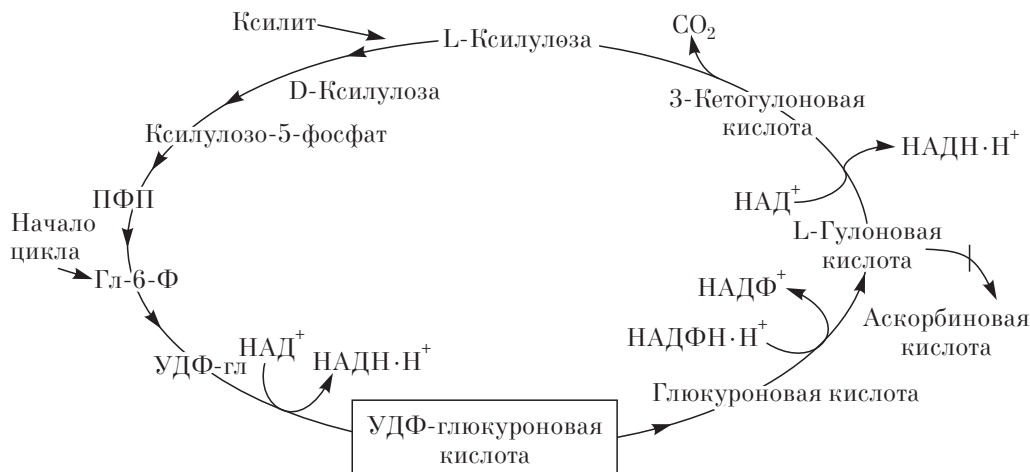 Ксилит
L-Ксилулоза
CO2
D-Ксилулоза
3-Кетогулоновая
кислота
Ксилулозо-5-фосфат
НАДН·Н+
ПФП
НАД+
Начало
цикла
L-Гулоновая
кислота
Гл-6-Ф
НАДФ+
Аскорбиновая
кислота
НАДФН·Н+
УДФ-гл
НАД+
НАДН·Н+
Глюкуроновая кислота
УДФ-глюкуроновая
кислота